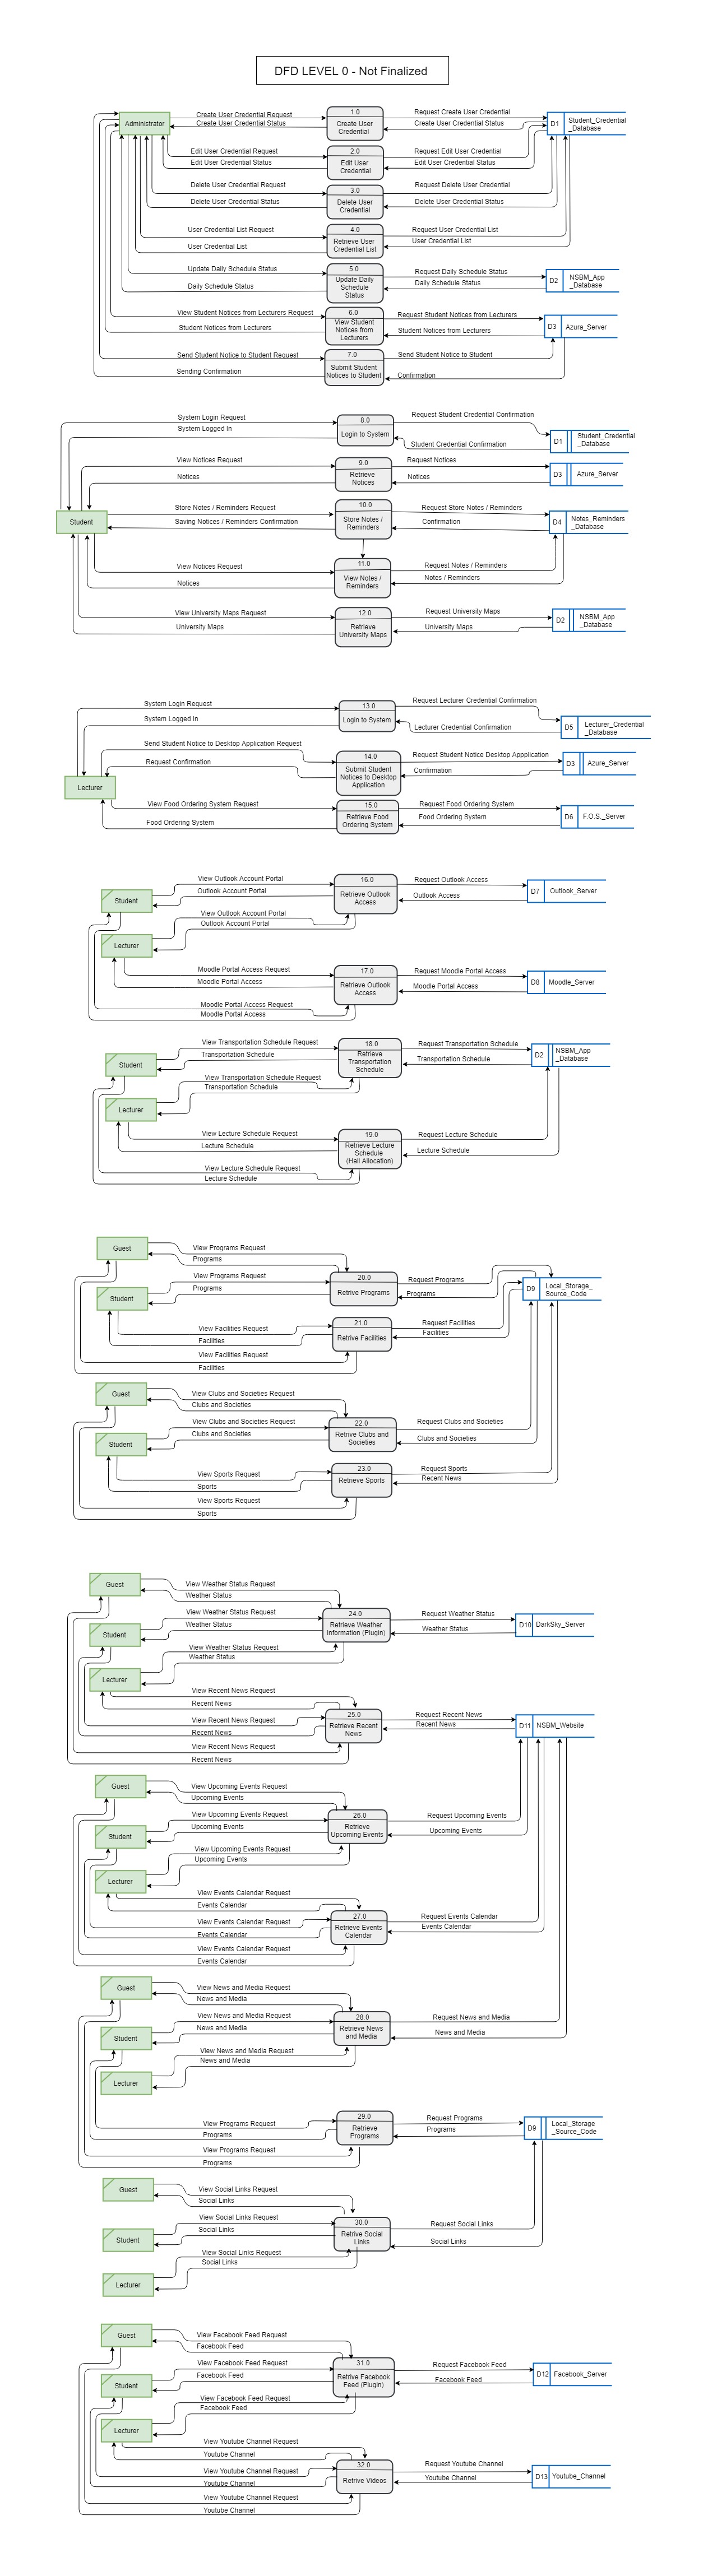 DFD LEVEL 0 - Not Finalized
Administrator
Create User Credential Request
Create User Credential Status
1.0
Create User
Credential
Request Create User Credential
Create User Credential Status
D1
Student_Credential
_Database
Edit User Credential Request
Edit User Credential Status
2.0
Edit User
Credential
Request Edit User Credential
Edit User Credential Status
Delete User Credential Request
Delete User Credential Status
3.0
Delete User
Credential
Request Delete User Credential
Delete User Credential Status
User Credential List Request
User Credential List
4.0
Retrieve User
Credential List
Request User Credential List
User Credential List
Update Daily Schedule Status
Daily Schedule Status
5.0
Update Daily
Schedule
Status
Request Daily Schedule Status
Daily Schedule Status
D2
NSBM_App
_Database
View Student Notices from Lecturers Request
Student Notices from Lecturers
6.0
View Student
Notices from
Lecturers
Request Student Notices from Lecturers
Student Notices from Lecturers
D3
Azura_Server
Send Student Notice to Student Request
Sending Confirmation
7.0
Submit Student
Notices to Student
Send Student Notice to Student
Confirmation
System Login Request
System Logged In
8.0
Login to System
Request Student Credential Confirmation
Student Credential Confirmation
D1
Student_Credential
_Database
View Notices Request
Notices
9.0
Retrieve
Notices
Request Notices
Notices
D3
Azure_Server
Student
Store Notes / Reminders Request
Saving Notices / Reminders Confirmation
10.0
Store Notes /
Reminders
Request Store Notes / Reminders
Confirmation
D4
Notes_Reminders
_Database
View Notices Request
Notices
11.0
View Notes /
Reminders
Request Notes / Reminders
Notes / Reminders
View University Maps Request
University Maps
12.0
Retrieve
University Maps
Request University Maps
University Maps
D2
NSBM_App
_Database
System Login Request
System Logged In
13.0
Login to System
Request Lecturer Credential Confirmation
Lecturer Credential Confirmation
D5
Lecturer_Credential
_Database
Send Student Notice to Desktop Application Request
Request Confirmation
14.0
Submit Student
Notices to Desktop
Application
Request Student Notice Desktop Appplication
Confirmation
D3
Azure_Server
Lecturer
View Food Ordering System Request
Food Ordering System
15.0
Retrieve Food
Ordering System
Request Food Ordering System
Food Ordering System
D6
F.O.S._Server
Student
View Outlook Account Portal
Outlook Account Portal
16.0
Retrieve Outlook
Access
Request Outlook Access
Outlook Access
D7
Outlook_Server
View Outlook Account Portal
Outlook Account Portal
Lecturer
Moodle Portal Access Request
Moodle Portal Access
17.0
Retrieve Outlook
Access
Request Moodle Portal Access
Moodle Portal Access
D8
Moodle_Server
Moodle Portal Access Request
Moodle Portal Access
Student
View Transportation Schedule Request
Transportation Schedule
18.0
Retrieve
Transportation
Schedule
Request Transportation Schedule
Transportation Schedule
D2
NSBM_App
_Database
View Transportation Schedule Request
Transportation Schedule
Lecturer
View Lecture Schedule Request
Lecture Schedule
19.0
Retrieve Lecture
Schedule
(Hall Allocation)
Request Lecture Schedule
Lecture Schedule
View Lecture Schedule Request
Lecture Schedule
Guest
View Programs Request
Programs
View Programs Request
Programs
Student
20.0
Retrive Programs
Request Programs
Programs
D9
Local_Storage_
Source_Code
View Facilities Request
Facilities
21.0
Retrive Facilities
Request Facilities
Facilities
View Facilities Request
Facilities
Guest
View Clubs and Societies Request
Clubs and Societies
View Clubs and Societies Request
Clubs and Societies
Student
22.0
Retrive Clubs and
Societies
Request Clubs and Societies
Clubs and Societies
View Sports Request
Sports
23.0
Retrieve Sports
Request Sports
Recent News
View Sports Request
Sports
Guest
View Weather Status Request
Weather Status
View Weather Status Request
Weather Status
Student
24.0
Retrieve Weather
Information (Plugin)
Request Weather Status
Weather Status
D10
DarkSky_Server
View Weather Status Request
Weather Status
Lecturer
View Recent News Request
Recent News
View Recent News Request
Recent News
25.0
Retrieve Recent
News
Request Recent News
Recent News
D11
NSBM_Website
View Recent News Request
Recent News
Guest
View Upcoming Events Request
Upcoming Events
View Upcoming Events Request
Upcoming Events
Student
26.0
Retrieve
Upcoming Events
Request Upcoming Events
Upcoming Events
View Upcoming Events Request
Upcoming Events
Lecturer
View Events Calendar Request
Events Calendar
View Events Calendar Request
Events Calendar
27.0
Retrieve Events
Calendar
Request Events Calendar
Events Calendar
View Events Calendar Request
Events Calendar
Guest
View News and Media Request
News and Media
View News and Media Request
News and Media
Student
28.0
Retrieve News
and Media
Request News and Media
News and Media
View News and Media Request
News and Media
Lecturer
View Programs Request
Programs
29.0
Retrieve
Programs
Request Programs
Programs
D9
Local_Storage
_Source_Code
View Programs Request
Programs
Guest
View Social Links Request
Social Links
View Social Links Request
Social Links
Student
30.0
Retrive Social
Links
Request Social Links
Social Links
View Social Links Request
Social Links
Lecturer
Guest
View Facebook Feed Request
Facebook Feed
View Facebook Feed Request
Facebook Feed
Student
31.0
Retrive Facebook
Feed (Plugin)
Request Facebook Feed
Facebook Feed
D12
Facebook_Server
View Facebook Feed Request
Facebook Feed
Lecturer
View Youtube Channel Request
Youtube Channel
View Youtube Channel Request
Youtube Channel
32.0
Retrive Videos
Request Youtube Channel
Youtube Channel
D13
Youtube_Channel
View Youtube Channel Request
Youtube Channel